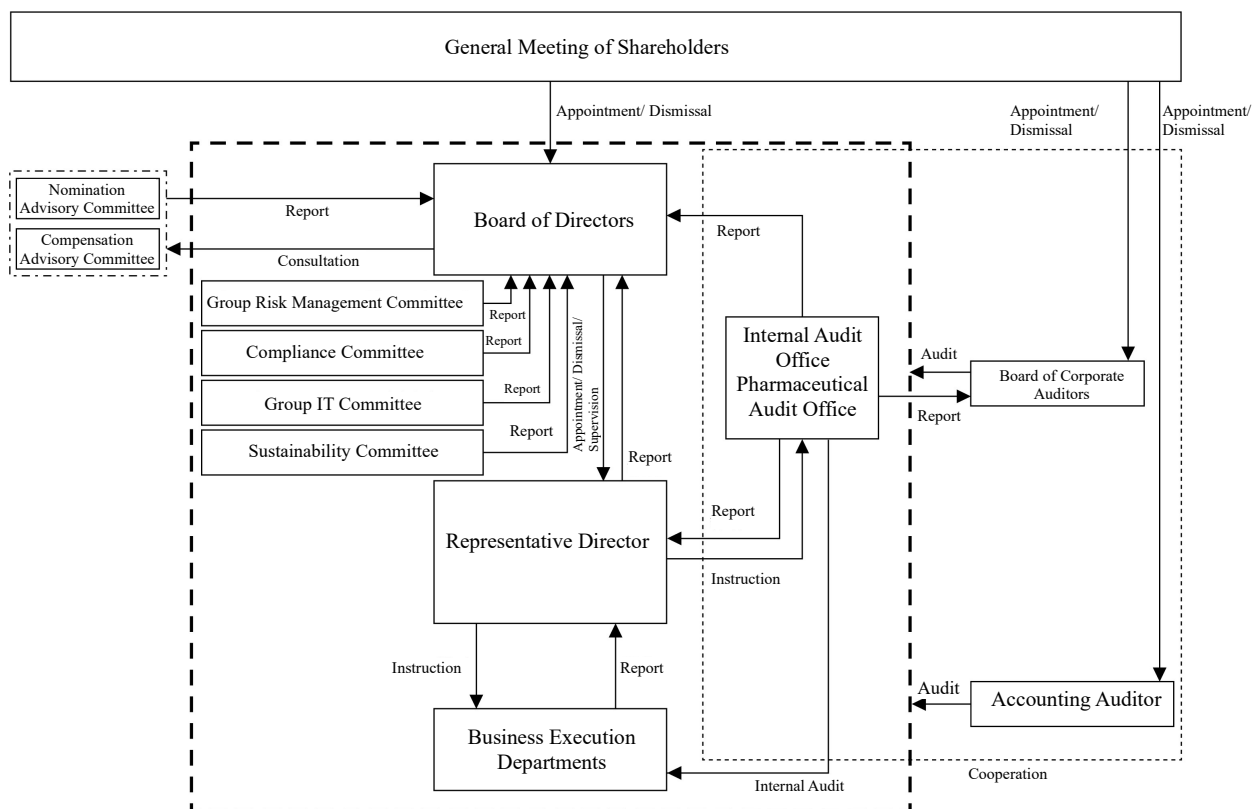 General Meeting of Shareholders
Appointment/ Dismissal
Appointment/
Dismissal
Appointment/
Dismissal
Nomination
Advisory Committee
Report
Board of Directors
Report
Compensation
Advisory Committee
Consultation
Group Risk Management Committee
Report
Compliance Committee
Report
Group IT Committee
Report
Sustainability Committee
Report
Appointment/ Dismissal/
Supervision
Report
Internal Audit
Office
Pharmaceutical
Audit Office
Audit
Board of Corporate
Auditors
Report
Representative Director
Report
Instruction
Instruction
Report
Audit
Accounting Auditor
Business Execution
Departments
Internal Audit
Cooperation